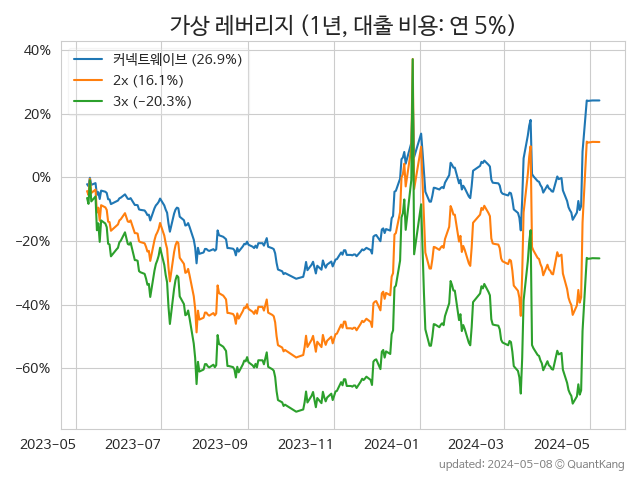 가상 레버리지 (1년, 대출 비용: 연 5%)
커넥트웨이브 (26.9%)
2x (16.1%)
3x (−20.3%)
40%
20%
0%
−20%
−40%
−60%
2023-05 2023-07 2023-09 2023-11 2024-01 2024-03 2024-05
updated: 2024-05-08 © QuantKang